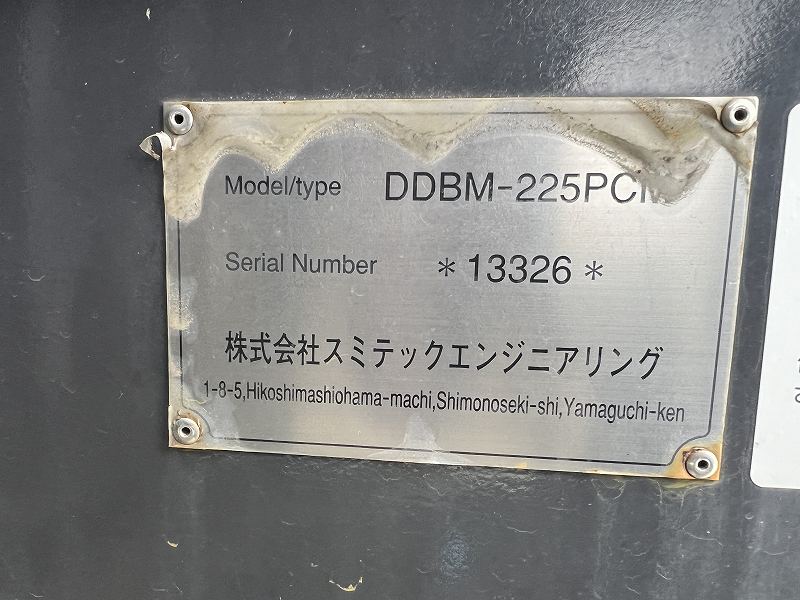 Model/type DDBM-225PC
Serial Number *13326*
株式会社スミテックエンジニアリング
1-8-5,Hikoshimashiohama-machi,Shimonoseki-shi,Yamaguchi-ken